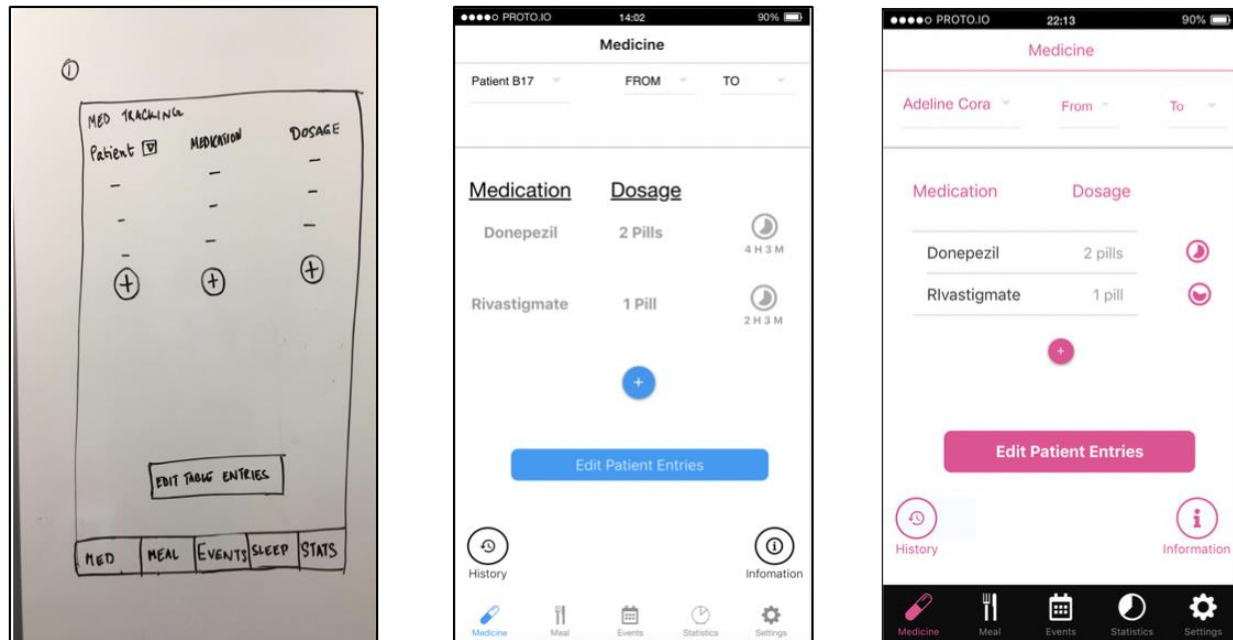 1
MED TRACKING
Patient MEDICATION DOSAGE
EDIT TABLE ENTRIES
MED MEAL EVENTS SLEEP STATS
PROTO.IO 14:02 90%
Medicine
Patient B17 FROM TO
Medication Dosage
Donepezil 2 Pills
4 H 3 M
Rivastigmate 1 Pill
2 H 3 M
+
Edit Patient Entries
History Infomation
Medicine Meal Events Statistics Settings
PROTO.IO 22:13 90%
Medicine
Adeline Cora From To
Medication Dosage
Donepezil 2 pills
RIvastigmate 1 pill
+
Edit Patient Entries
History Information
Medicine Meal Events Statistics Settings